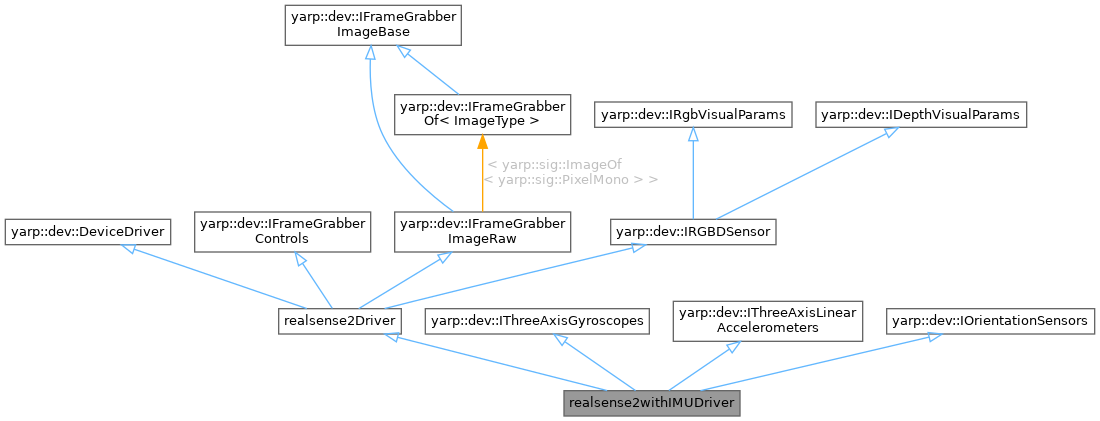 yarp::dev::IFrameGrabber
ImageBase
yarp::dev::IFrameGrabber
Of< ImageType >
yarp::dev::IRgbVisualParams
yarp::dev::IDepthVisualParams
< yarp::sig::ImageOf
< yarp::sig::PixelMono > >
yarp::dev::DeviceDriver
yarp::dev::IFrameGrabber
Controls
yarp::dev::IFrameGrabber
ImageRaw
yarp::dev::IRGBDSensor
realsense2Driver
yarp::dev::IThreeAxisGyroscopes
yarp::dev::IThreeAxisLinear
Accelerometers
yarp::dev::IOrientationSensors
realsense2withIMUDriver